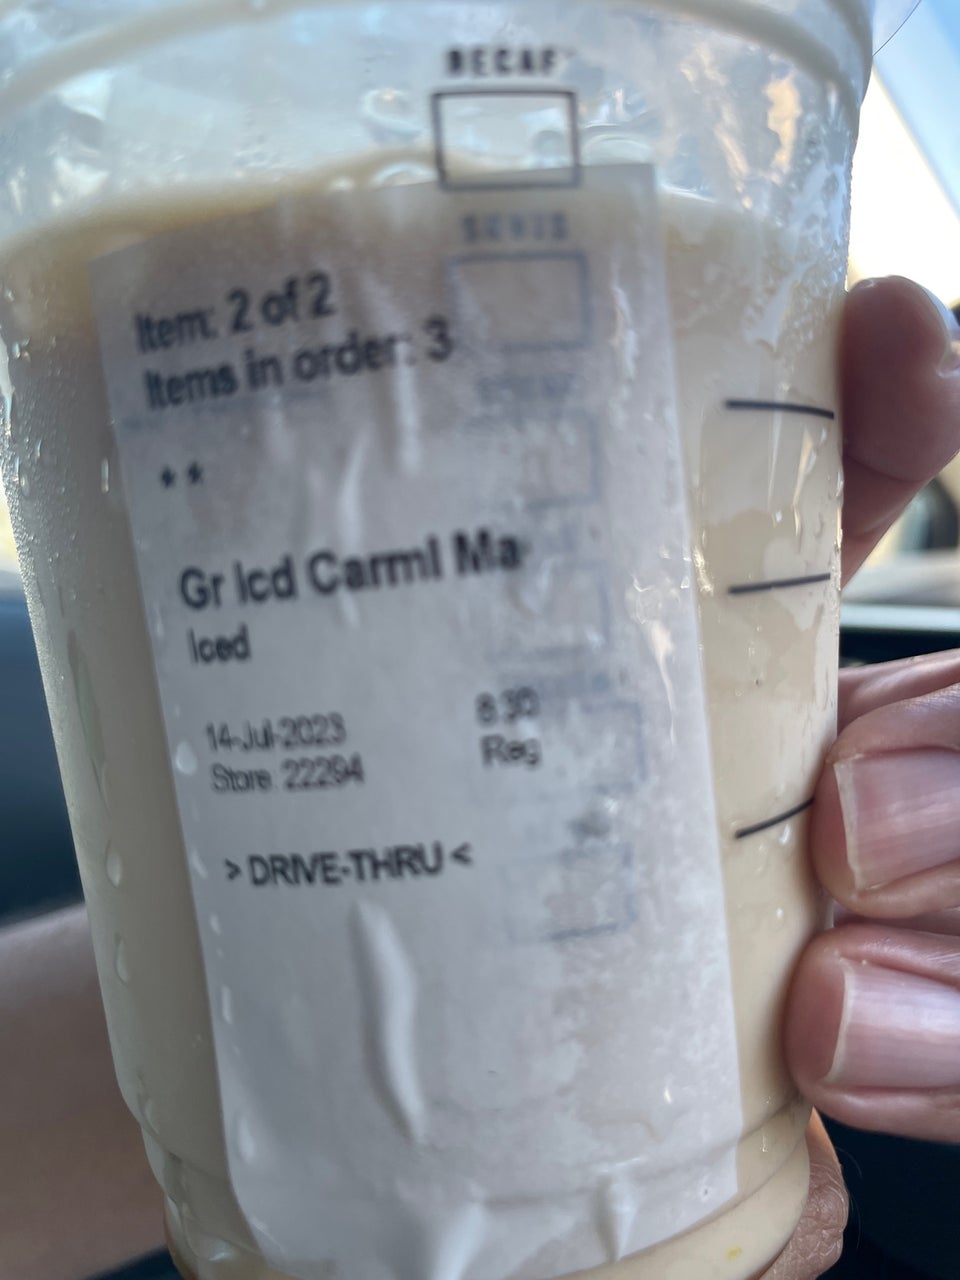 DECAF
SHOTS
Item: 2 of 2
Items in order: 3
**
Gr Icd Carml Ma
Iced
14-Jul-2023 8:30
Store: 22294 Reg
> DRIVE-THRU <